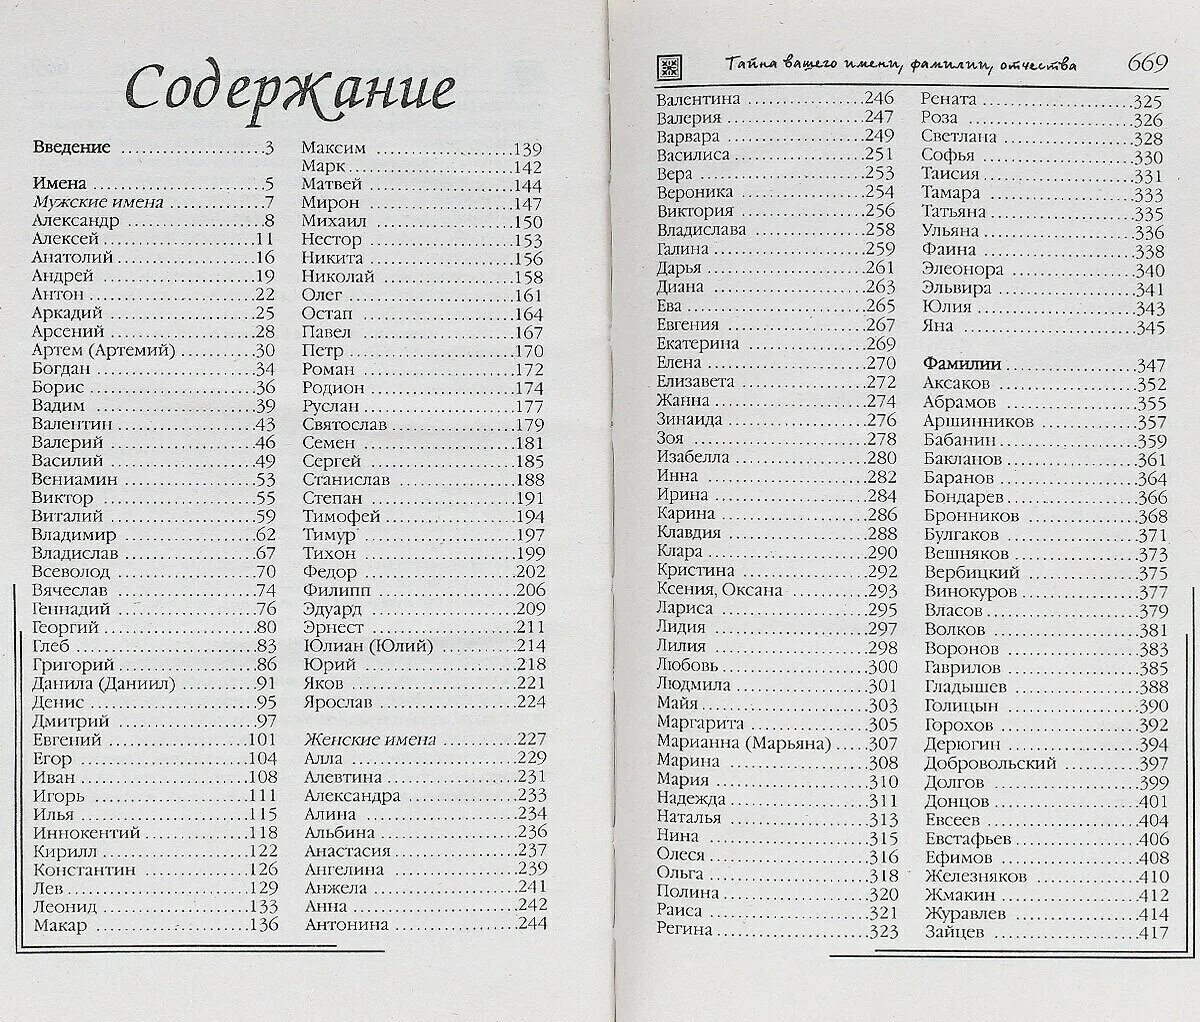 Содержание
Введение ..................3
Имена ......................5
Мужские имена ............7
Александр ..................8
Алексей ....................11
Анатолий ...................16
Андрей .....................19
Антон ......................22
Аркадий ....................25
Арсений ....................28
Артем (Артемий) ...........30
Богдан .....................34
Борис ......................36
Вадим ......................39
Валентин ...................43
Валерий ....................46
Василий ....................49
Вениамин ...................53
Виктор .....................55
Виталий ....................59
Владимир ...................62
Владислав ..................67
Всеволод ...................70
Вячеслав ...................74
Геннадий ...................76
Георгий ....................80
Глеб .......................83
Григорий ...................86
Данила (Даниил) ...........91
Денис ......................95
Дмитрий ....................97
Евгений ...................101
Егор ......................104
Иван ......................108
Игорь .....................111
Илья ......................115
Иннокентий ................118
Кирилл ....................122
Константин ................126
Лев .......................129
Леонид ....................133
Макар .....................136
Максим ....................139
Марк ......................142
Матвей ....................144
Мирон .....................147
Михаил ....................150
Нестор ....................153
Никита ....................156
Николай ...................158
Олег ......................161
Остап .....................164
Павел .....................167
Петр ......................170
Роман .....................172
Родион ....................174
Руслан ....................177
Святослав .................179
Семен .....................181
Сергей ....................185
Станислав .................188
Степан ....................191
Тимофей ...................194
Тимур .....................197
Тихон .....................199
Федор .....................202
Филипп ....................206
Эдуард ....................209
Эрнест ....................211
Юлиан (Юлий) .............214
Юрий ......................218
Яков ......................221
Ярослав ...................224
Женские имена ............227
Алла ......................229
Алевтина ..................231
Александра ................233
Алина .....................234
Альбина ...................236
Анастасия .................237
Ангелина ..................239
Анжела ....................241
Анна ......................242
Антонина ..................244
Тайна вашего имени, фамилии, отчества 669
Валентина .................246
Валерия ...................247
Варвара ...................249
Василиса ..................251
Вера ......................253
Вероника ..................254
Виктория ..................256
Владислава ................258
Галина ....................259
Дарья .....................261
Диана .....................263
Ева .......................265
Евгения ...................267
Екатерина .................269
Елена .....................270
Елизавета .................272
Жанна .....................274
Зинаида ...................276
Зоя .......................278
Изабелла ..................280
Инна ......................282
Ирина .....................284
Карина ....................286
Клавдия ...................288
Клара .....................290
Кристина ..................292
Ксения, Оксана ............293
Лариса ....................295
Лидия .....................297
Лилия .....................298
Любовь ....................300
Людмила ...................301
Майя ......................303
Маргарита .................305
Марианна (Марьяна) .....307
Марина ....................308
Мария .....................310
Надежда ...................311
Наталья ...................313
Нина ......................315
Олеся .....................316
Ольга .....................318
Полина ....................320
Раиса .....................321
Регина ....................323
Рената ....................325
Роза ......................326
Светлана ..................328
Софья .....................330
Таисия ....................331
Тамара ....................333
Татьяна ...................335
Ульяна ....................336
Фаина .....................338
Элеонора ..................340
Эльвира ...................341
Юлия ......................343
Яна .......................345
Фамилии ...................347
Аксаков ...................352
Абрамов ...................355
Аршинников ................357
Бабанин ...................359
Бакланов ..................361
Баранов ...................364
Бондарев ..................366
Бронников .................368
Булгаков ..................371
Вешняков ..................373
Вербицкий .................375
Винокуров .................377
Власов ....................379
Волков ....................381
Воронов ...................383
Гаврилов ..................385
Гладышев ..................388
Голицын ...................390
Горохов ...................392
Дерюгин ...................394
Добровольский .............397
Долгов ....................399
Донцов ....................401
Евсеев ....................404
Евстафьев .................406
Ефимов ....................408
Железняков ................410
Жмакин ....................412
Журавлев ..................414
Зайцев ....................417